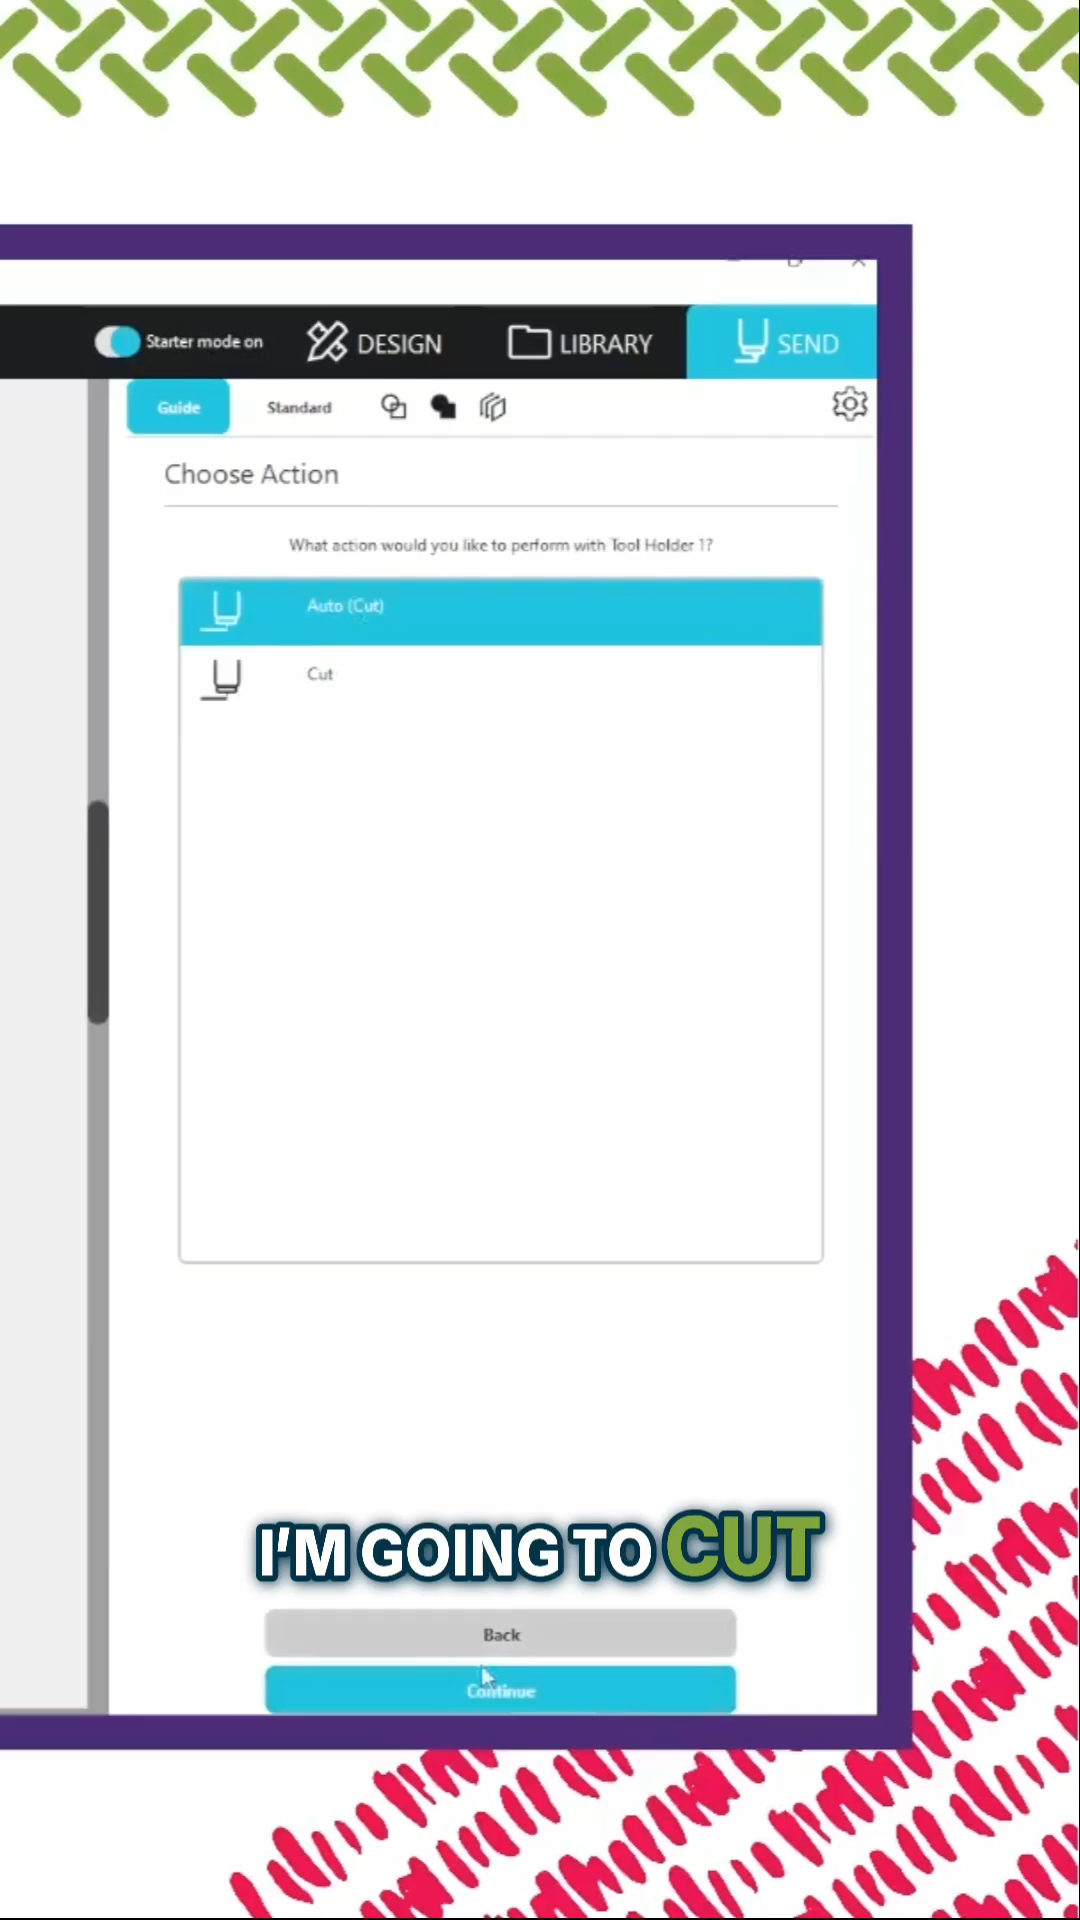 Starter mode on DESIGN LIBRARY SEND
Guide Standard
Choose Action
What action would you like to perform with Tool Holder 1?
Auto (Cut)
Cut
I'M GOING TO CUT
Back
Continue